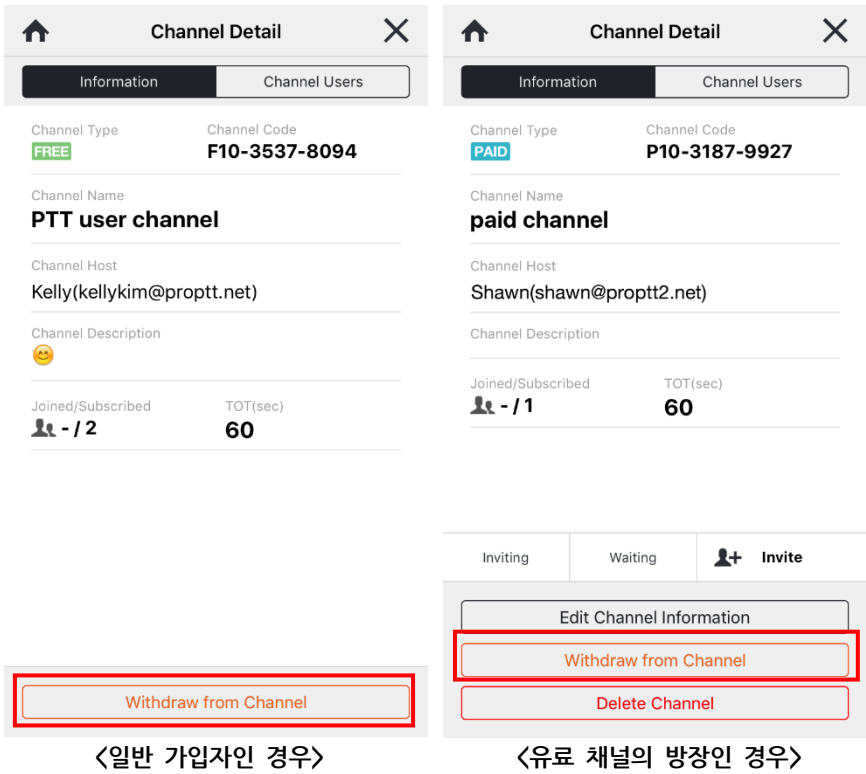 Channel Detail
Information
Channel Users
Channel Type
Channel Code
FREE
F10-3537-8094
Channel Name
PTT user channel
Channel Host
Kelly(kellykim@proptt.net)
Channel Description
😊
Joined/Subscribed
TOT(sec)
- / 2
60
Withdraw from Channel
<일반 가입자인 경우>
Channel Detail
Information
Channel Users
Channel Type
Channel Code
PAID
P10-3187-9927
Channel Name
paid channel
Channel Host
Shawn(shawn@proptt2.net)
Channel Description
Joined/Subscribed
TOT(sec)
- / 1
60
Inviting
Waiting
Invite
Edit Channel Information
Withdraw from Channel
Delete Channel
<유료 채널의 방장인 경우>